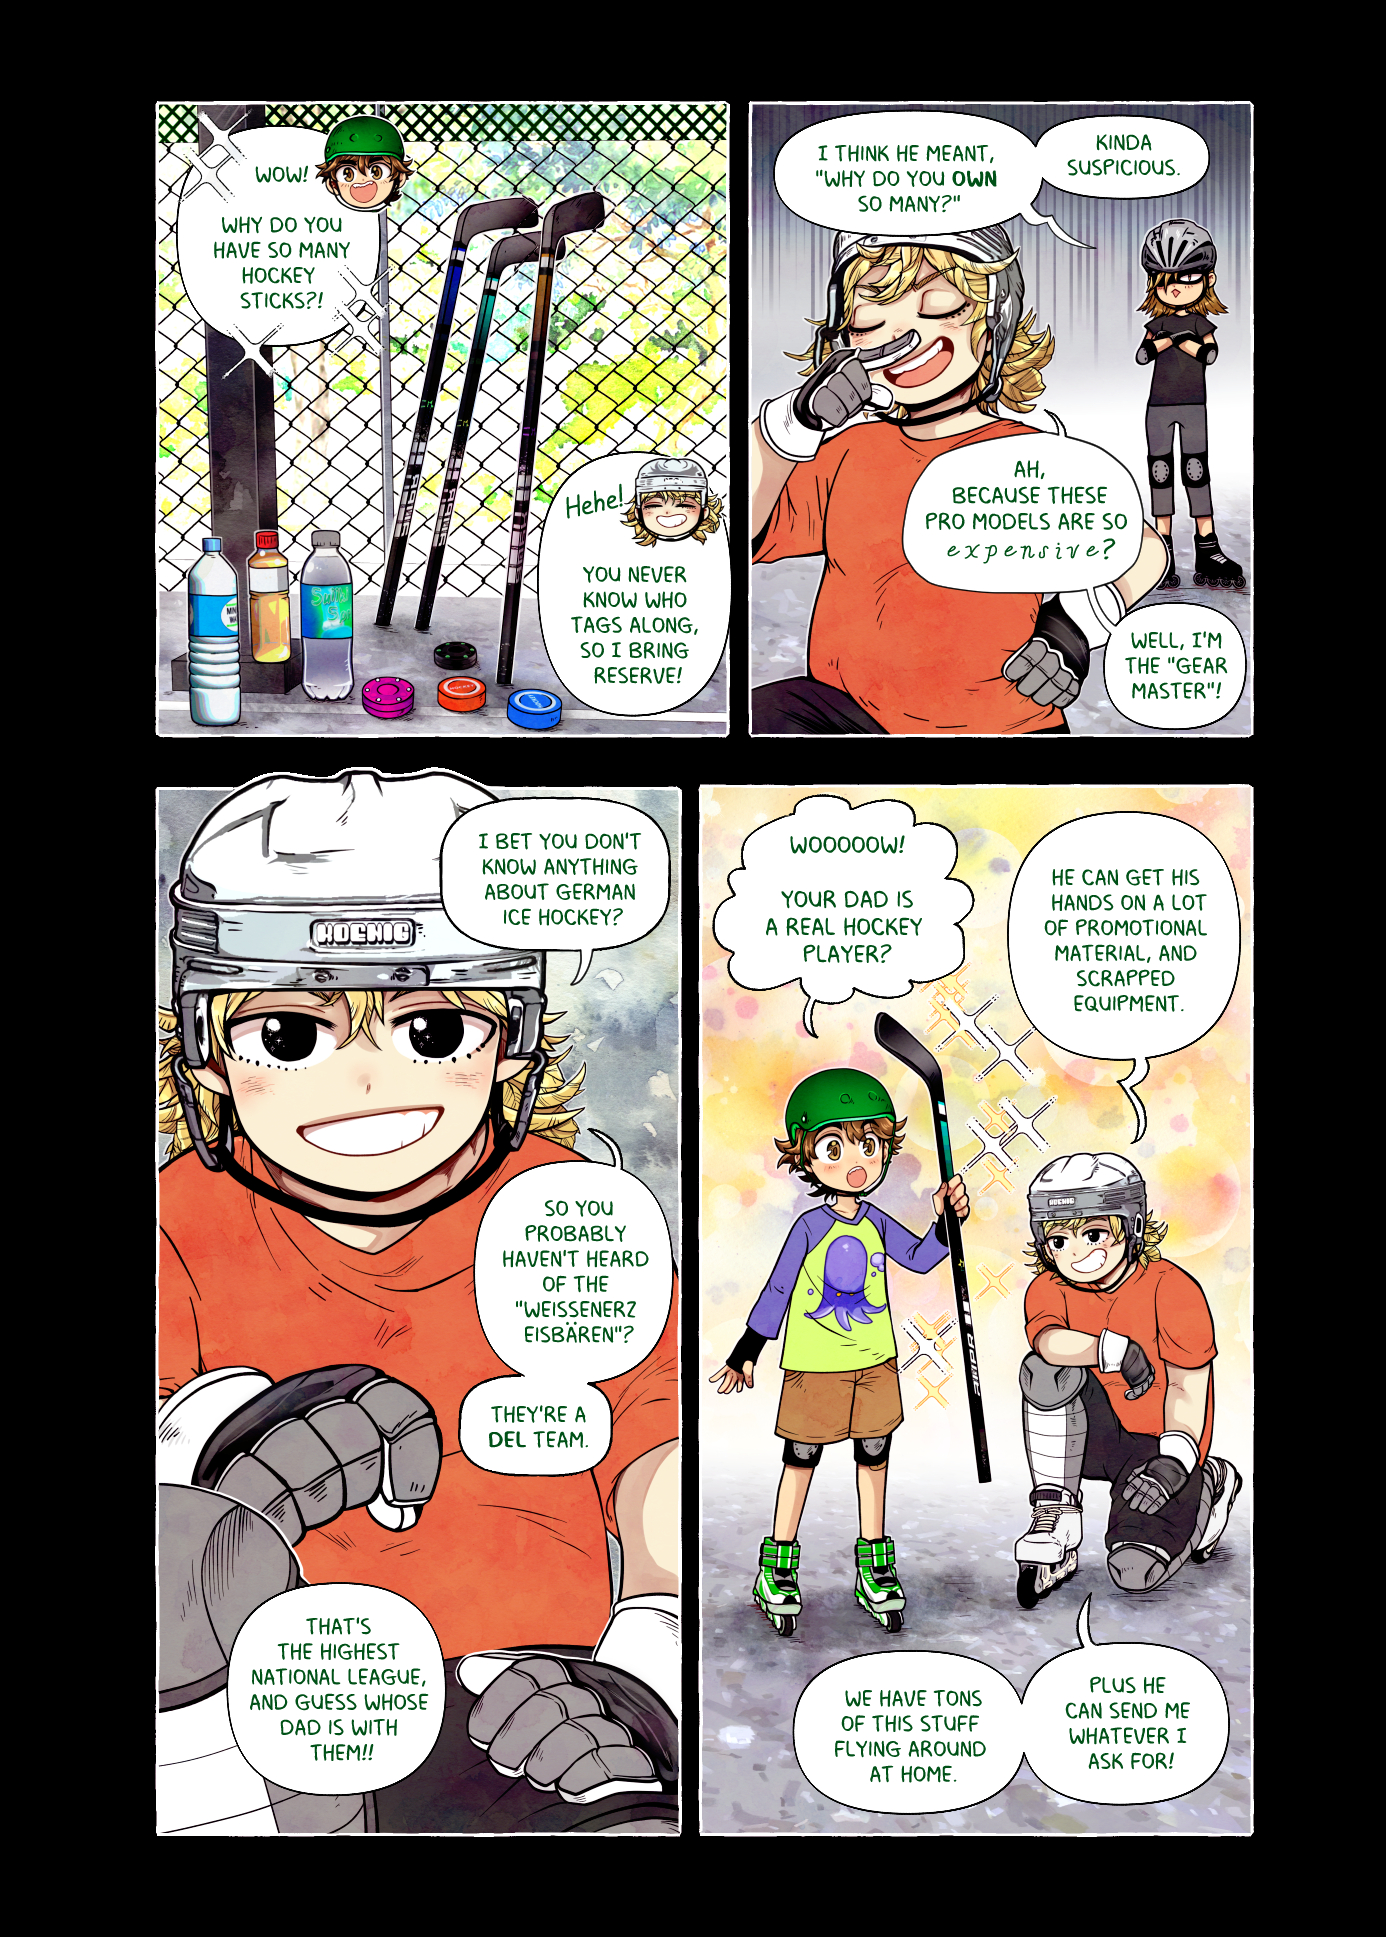 WOW!
WHY DO YOU
HAVE SO MANY
HOCKEY
STICKS?!
Hehe!
YOU NEVER
KNOW WHO
TAGS ALONG,
SO I BRING
RESERVE!
I THINK HE MEANT,
"WHY DO YOU OWN
SO MANY?"
KINDA
SUSPICIOUS.
AH,
BECAUSE THESE
PRO MODELS ARE SO
expensive?
WELL, I'M
THE "GEAR
MASTER"!
I BET YOU DON'T
KNOW ANYTHING
ABOUT GERMAN
ICE HOCKEY?
KOENIG
SO YOU
PROBABLY
HAVEN'T HEARD
OF THE
"WEISSENERZ
EISBÄREN"?
THEY'RE A
DEL TEAM.
THAT'S
THE HIGHEST
NATIONAL LEAGUE,
AND GUESS WHOSE
DAD IS WITH
THEM!!
WOOOOOW!
YOUR DAD IS
A REAL HOCKEY
PLAYER?
HE CAN GET HIS
HANDS ON A LOT
OF PROMOTIONAL
MATERIAL, AND
SCRAPPED
EQUIPMENT.
KOENIG
WE HAVE TONS
OF THIS STUFF
FLYING AROUND
AT HOME.
PLUS HE
CAN SEND ME
WHATEVER I
ASK FOR!